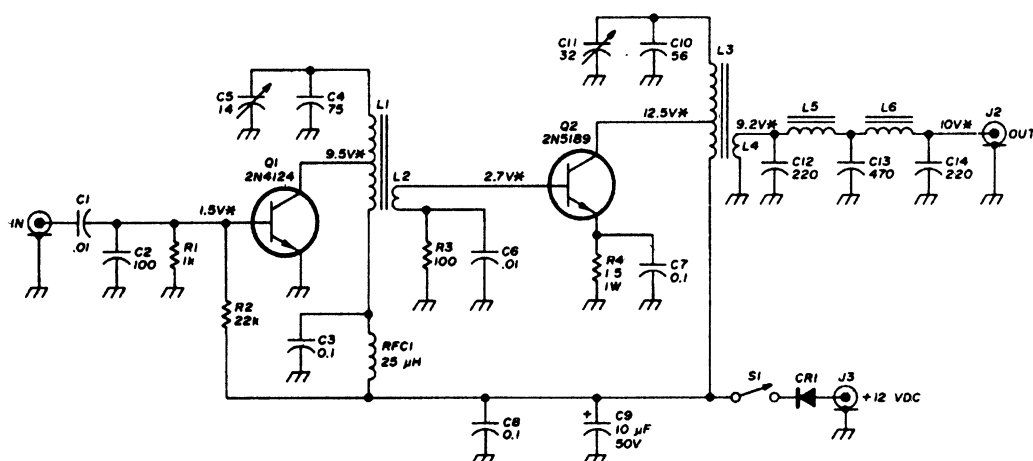 C11
32
C10
56
L3
C5
14
C4
75
L1
Q2
2N5189
12.5V*
9.2V*
L4
L5
L6
10V*
J2
OUT
C12
220
C13
470
C14
220
Q1
2N4124
9.5V*
L2
2.7V*
IN
C1
.01
1.5V*
C2
100
R1
1k
R3
100
C6
.01
R4
1.5
1W
C7
0.1
R2
22k
C3
0.1
RFC1
25 μH
S1
CR1
J3
+12 VDC
C8
0.1
+
C9
10 μF
50V